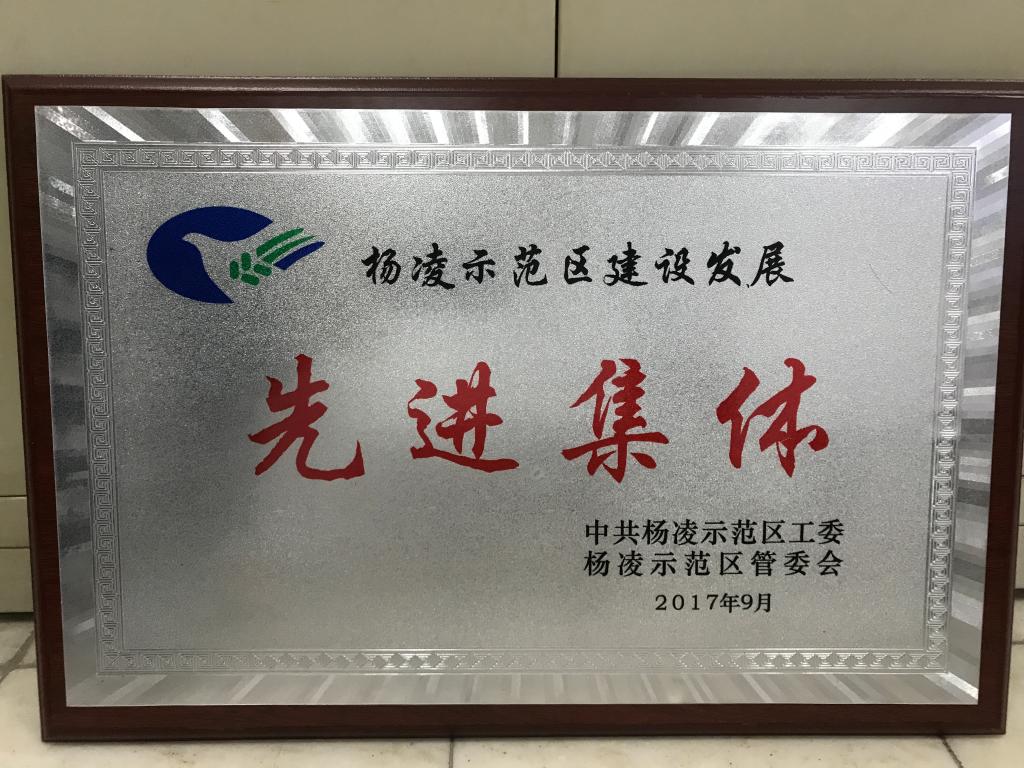 杨凌示范区建设发展
先进集体
中共杨凌示范区工委
杨凌示范区管委会
2017年9月